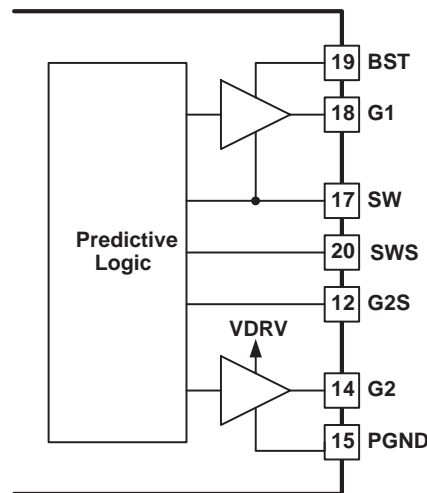 19 BST
18 G1
17 SW
Predictive
Logic
20 SWS
12 G2S
VDRV
14 G2
15 PGND